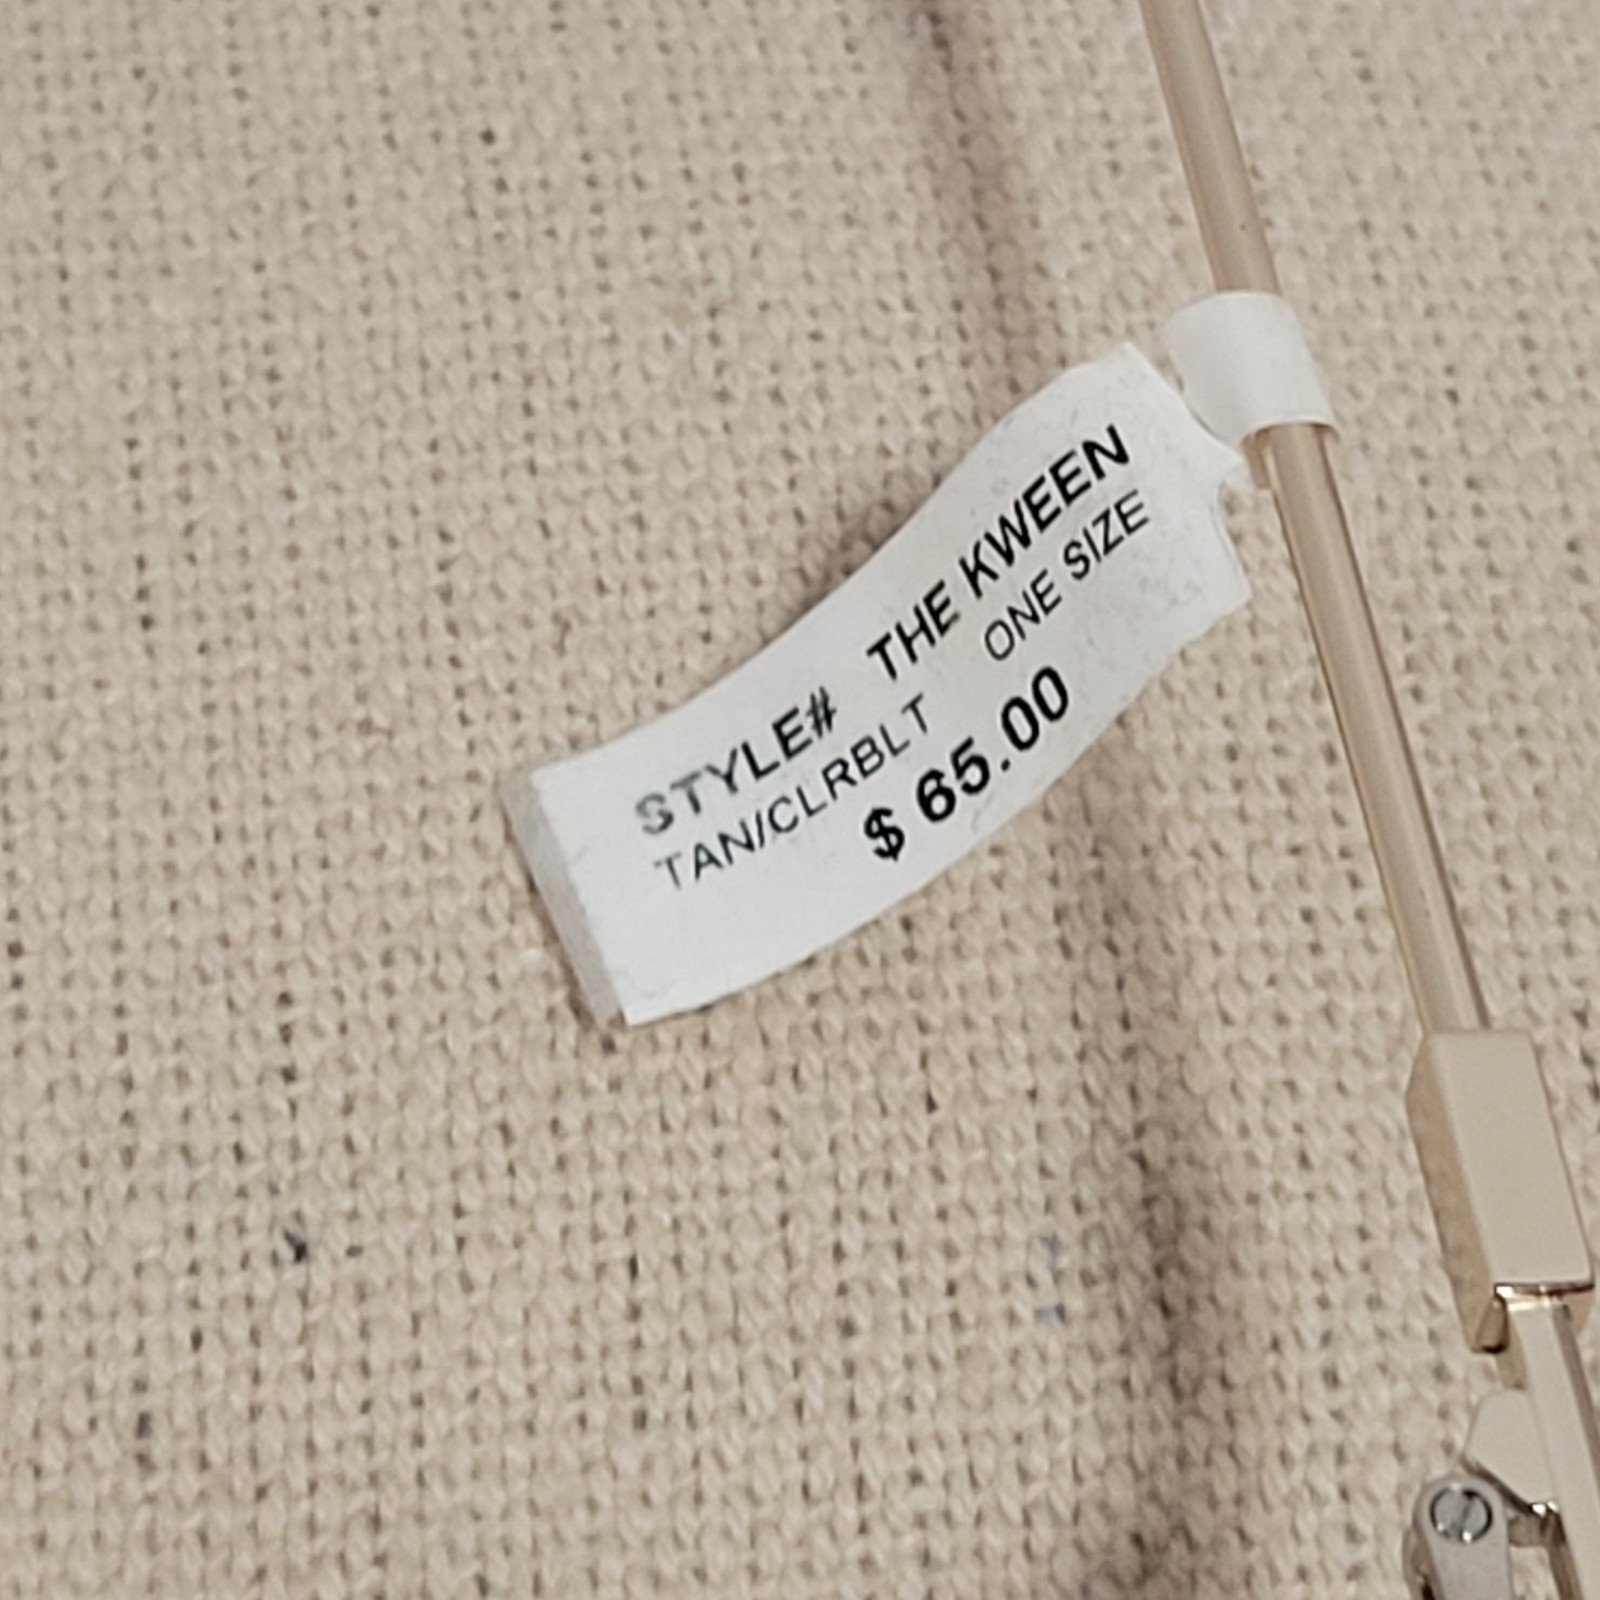 STYLE# THE KWEEN
TAN/CLRBLT ONE SIZE
$ 65.00